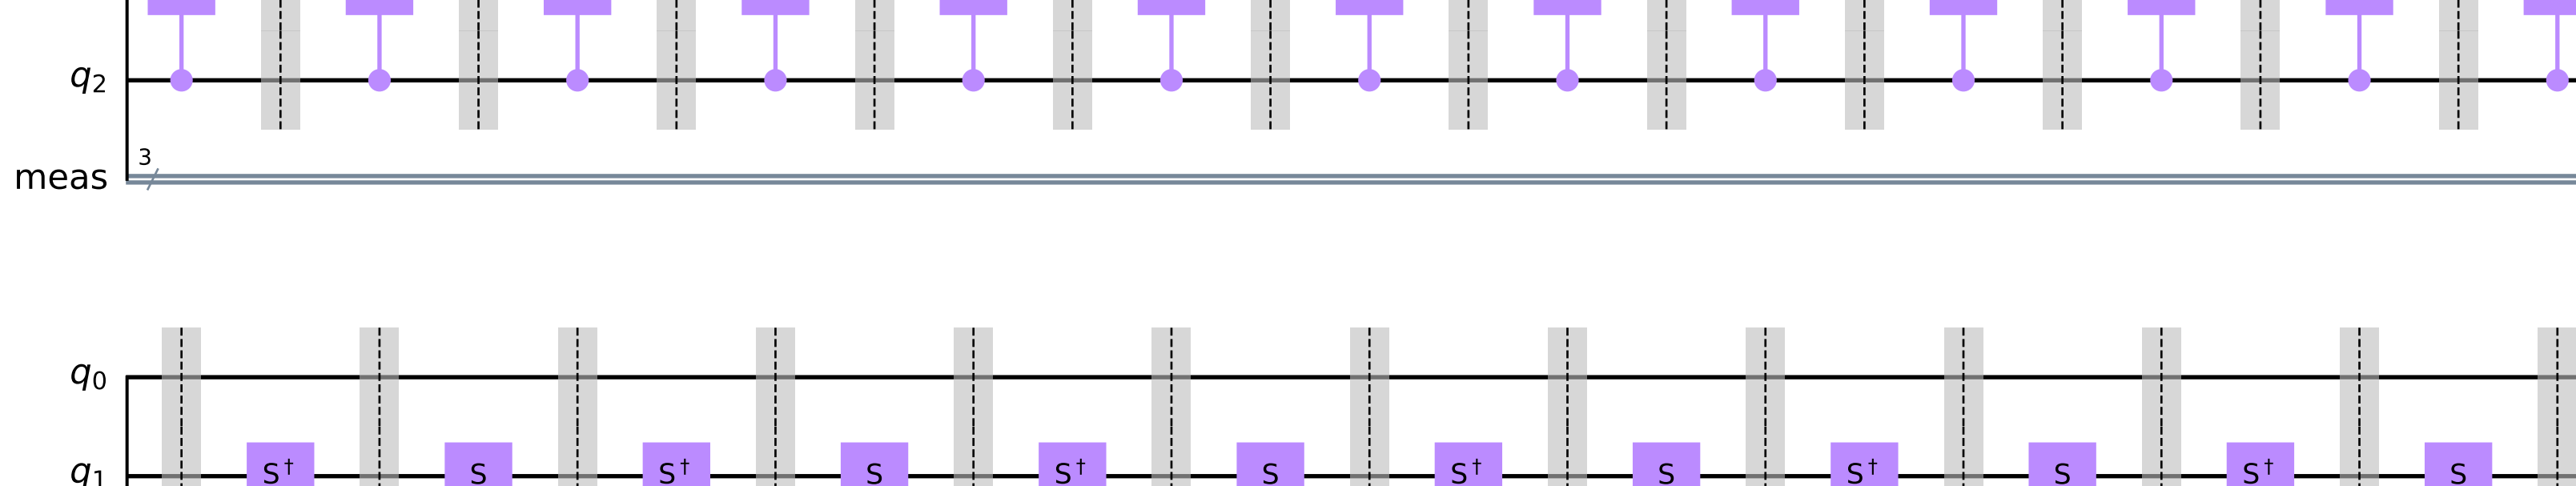 q₂
3
meas
q₀
q₁ S† S S† S S† S S† S S† S S† S